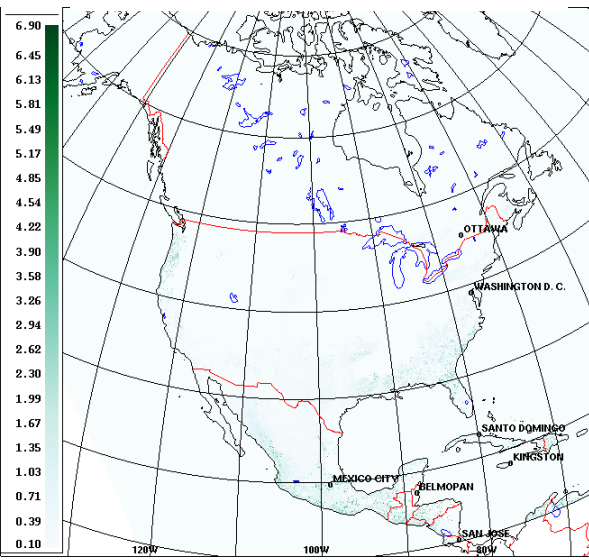 6.90
6.45
6.13
5.81
5.49
5.17
4.85
4.54
4.22
3.90
3.58
3.26
2.94
2.62
2.30
1.99
1.67
1.35
1.03
0.71
0.39
0.10
OTTAWA
WASHINGTON D. C.
SANTO DOMINGO
KINGSTON
MEXICO CITY
BELMOPAN
SAN JOSE
120W
100W
80W